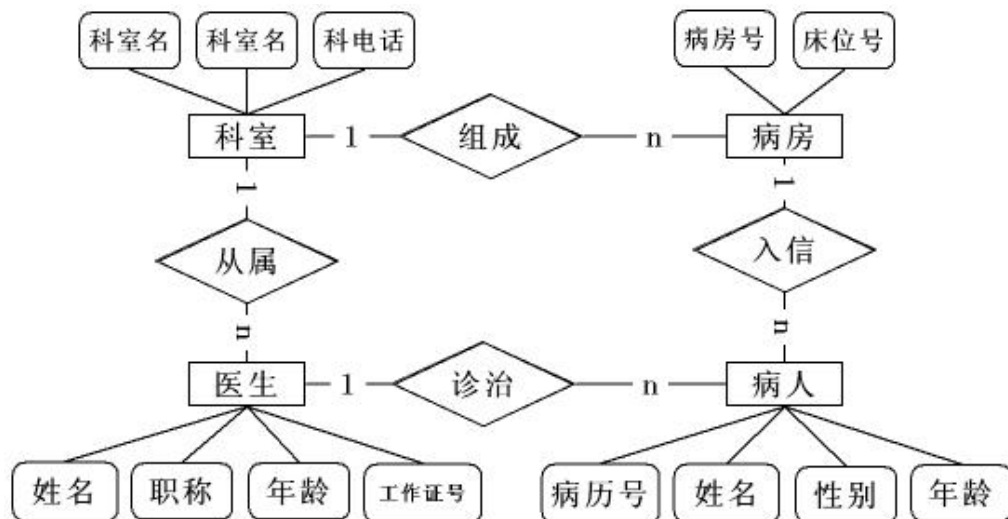 科室名 科室名 科电话 病房号 床位号
科室 1 组成 n 病房
1 1
从属 入信
n n
医生 1 诊治 n 病人
姓名 职称 年龄 工作证号 病历号 姓名 性别 年龄